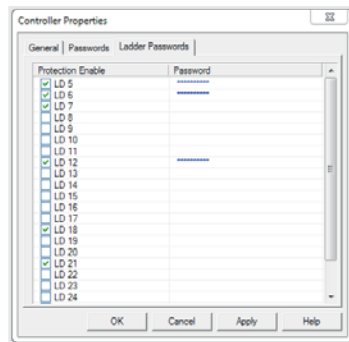 Controller Properties
General Passwords Ladder Passwords
Protection Enable Password
LD 5 **********
LD 6 **********
LD 7
LD 8
LD 9
LD 10
LD 11
LD 12 **********
LD 13
LD 14
LD 15
LD 16
LD 17
LD 18
LD 19
LD 20
LD 21
LD 22
LD 23
LD 24
OK Cancel Apply Help